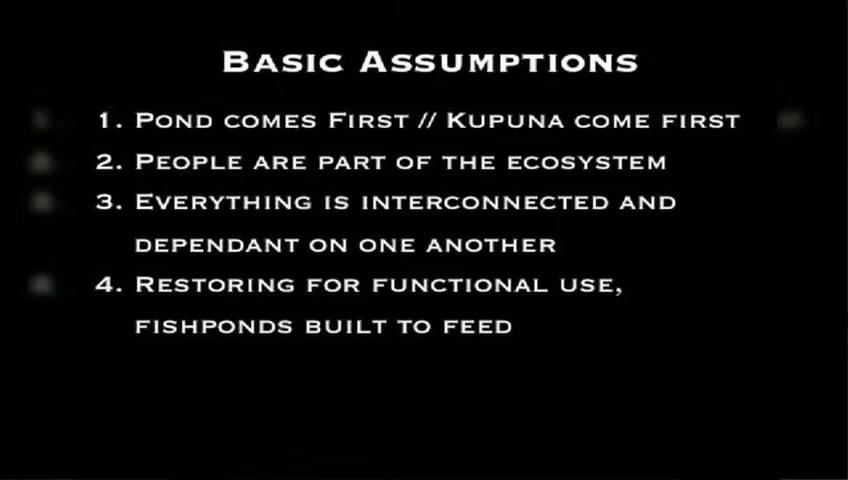 Basic Assumptions
1. Pond comes First // Kupuna come first
2. People are part of the ecosystem
3. Everything is interconnected and
dependant on one another
4. Restoring for functional use,
fishponds built to feed